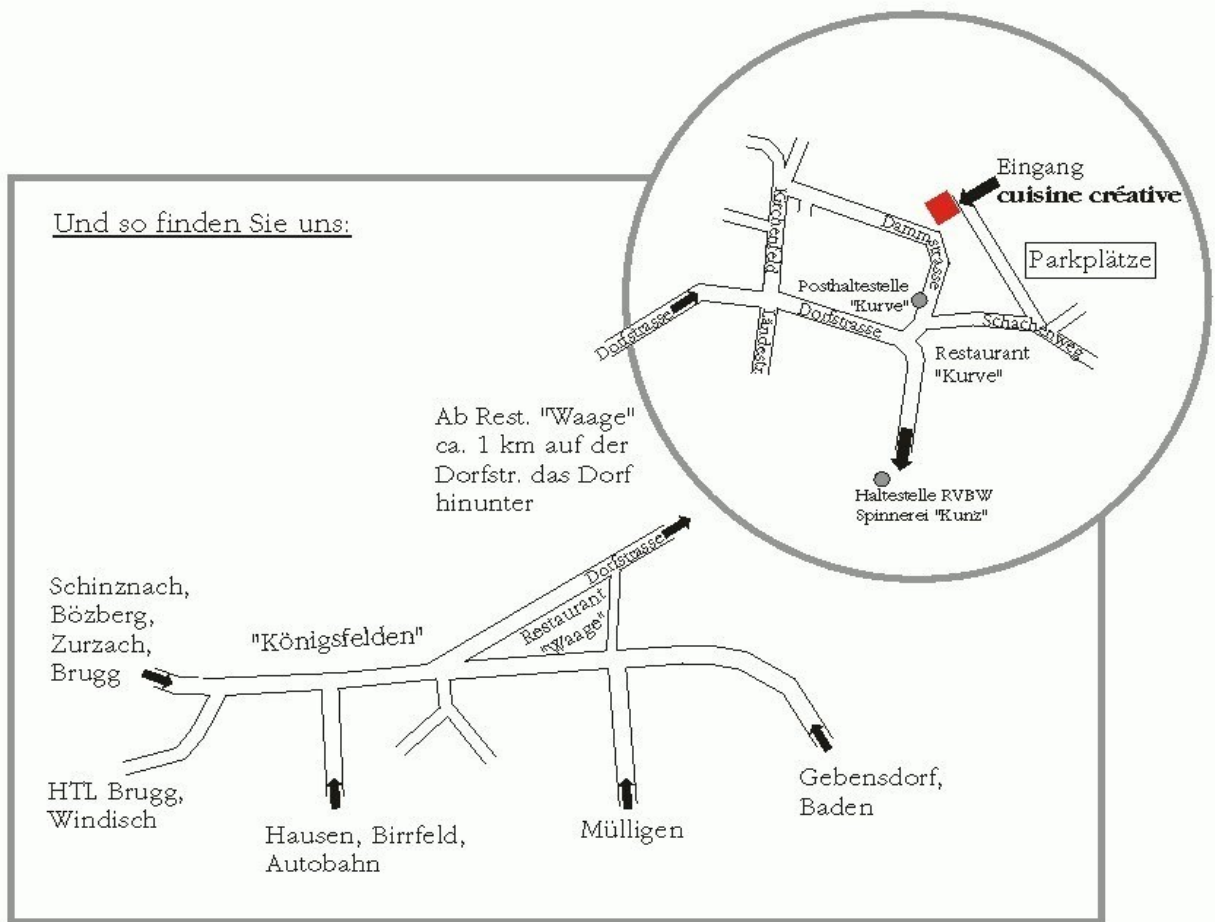 Und so finden Sie uns:
Eingang
cuisine créative
Parkplätze
Kirchenfeld
Dammstrasse
Posthaltestelle
"Kurve"
Dorfstrasse
Dorfstrasse
Ländestr.
Schachenweg
Restaurant
"Kurve"
Haltestelle RVBW
Spinnerei "Kunz"
Ab Rest. "Waage"
ca. 1 km auf der
Dorfstr. das Dorf
hinunter
Dorfstrasse
Restaurant
"Waage"
"Königsfelden"
Schinznach,
Bözberg,
Zurzach,
Brugg
HTL Brugg,
Windisch
Hausen, Birrfeld,
Autobahn
Mülligen
Gebensdorf,
Baden